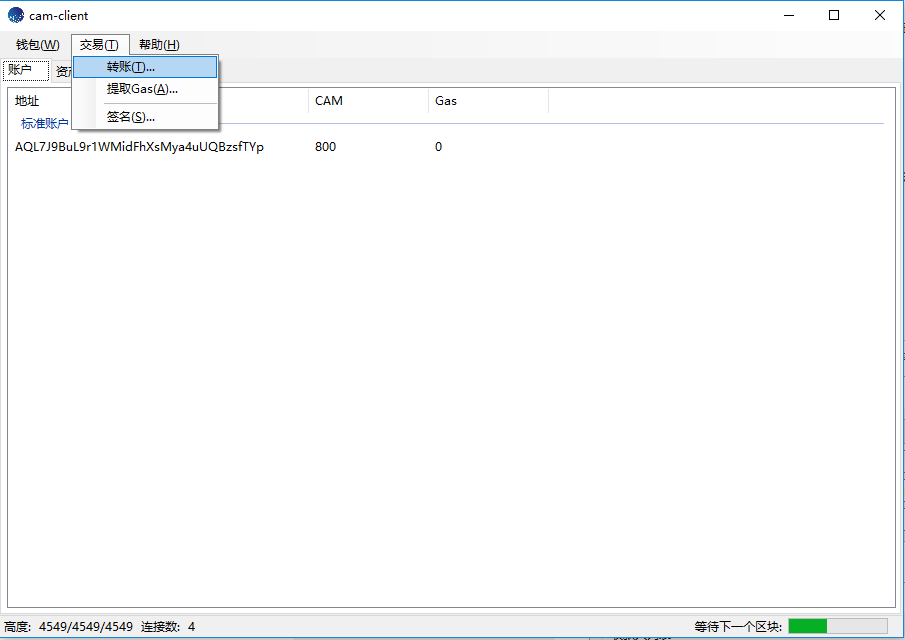 cam-client
钱包(W) 交易(T) 帮助(H)
账户 资
转账(T)...
提取Gas(A)...
签名(S)...
地址 CAM Gas
标准账户
AQL7J9BuL9r1WMidFhXsMya4uUQBzsfTYp 800 0
高度: 4549/4549/4549 连接数: 4 等待下一个区块: